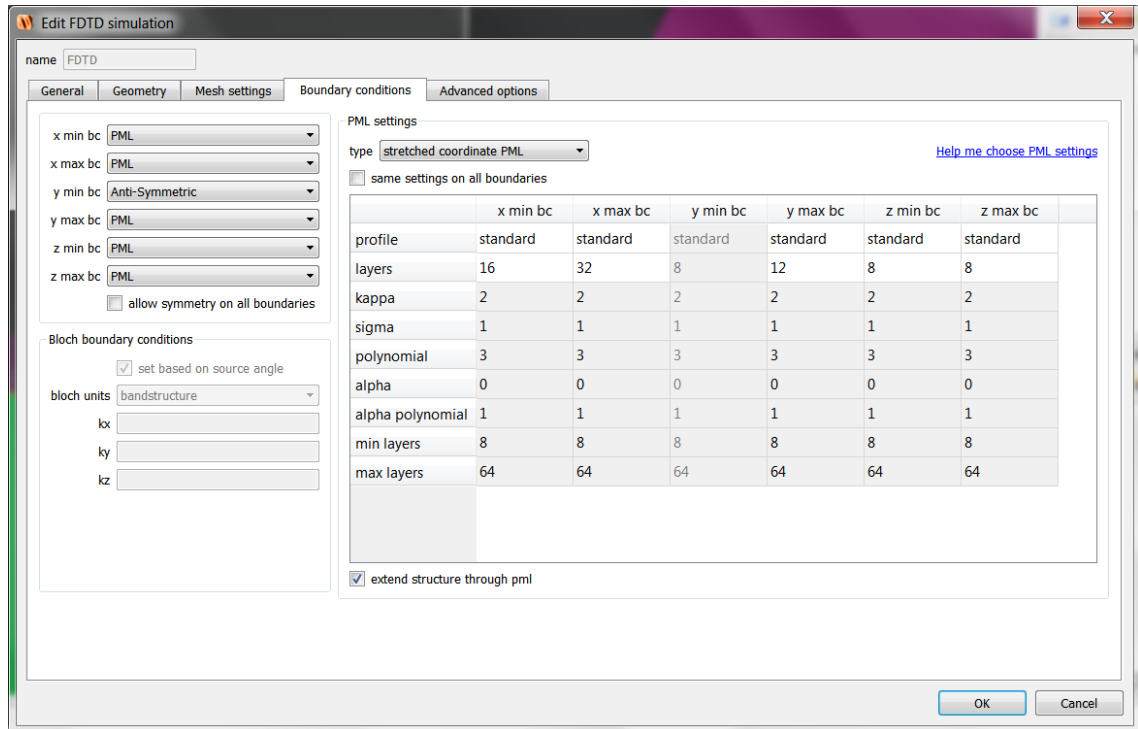 Edit FDTD simulation
name FDTD
General Geometry Mesh settings Boundary conditions Advanced options
x min bc PML
x max bc PML
y min bc Anti-Symmetric
y max bc PML
z min bc PML
z max bc PML
allow symmetry on all boundaries
Bloch boundary conditions
set based on source angle
bloch units bandstructure
kx
ky
kz
PML settings
type stretched coordinate PML Help me choose PML settings
same settings on all boundaries
x min bc x max bc y min bc y max bc z min bc z max bc
profile standard standard standard standard standard standard
layers 16 32 8 12 8 8
kappa 2 2 2 2 2 2
sigma 1 1 1 1 1 1
polynomial 3 3 3 3 3 3
alpha 0 0 0 0 0 0
alpha polynomial 1 1 1 1 1 1
min layers 8 8 8 8 8 8
max layers 64 64 64 64 64 64
extend structure through pml
OK Cancel